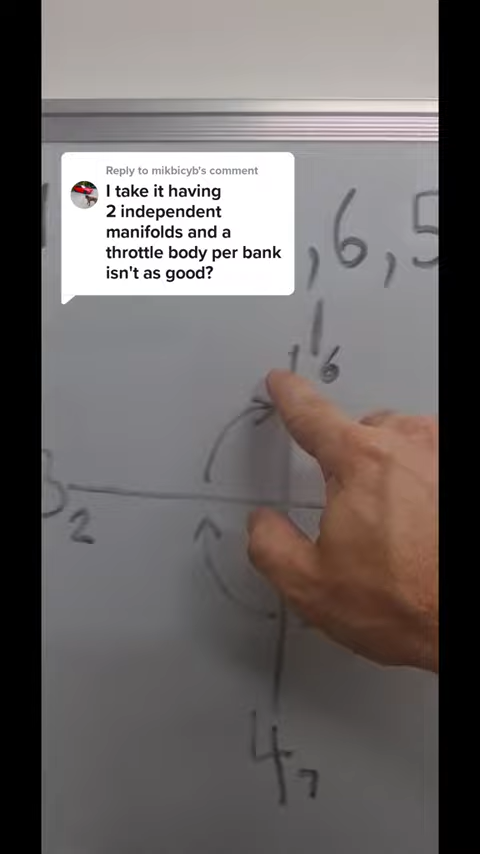 Reply to mikbicyb's comment
I take it having
2 independent
manifolds and a
throttle body per bank
isn't as good?
,6,5
1
6
3
2
4
7